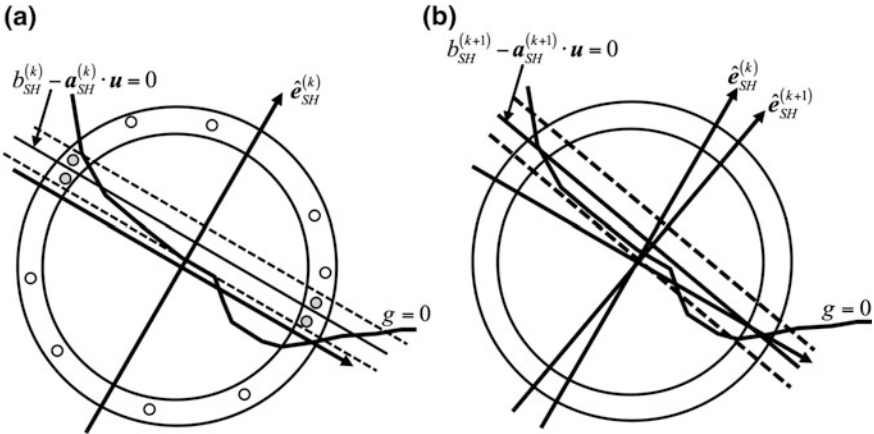 (a)
b_{SH}^{(k)} − a_{SH}^{(k)} · u = 0
ê_{SH}^{(k)}
g = 0
(b)
b_{SH}^{(k+1)} − a_{SH}^{(k+1)} · u = 0
ê_{SH}^{(k)}
ê_{SH}^{(k+1)}
g = 0